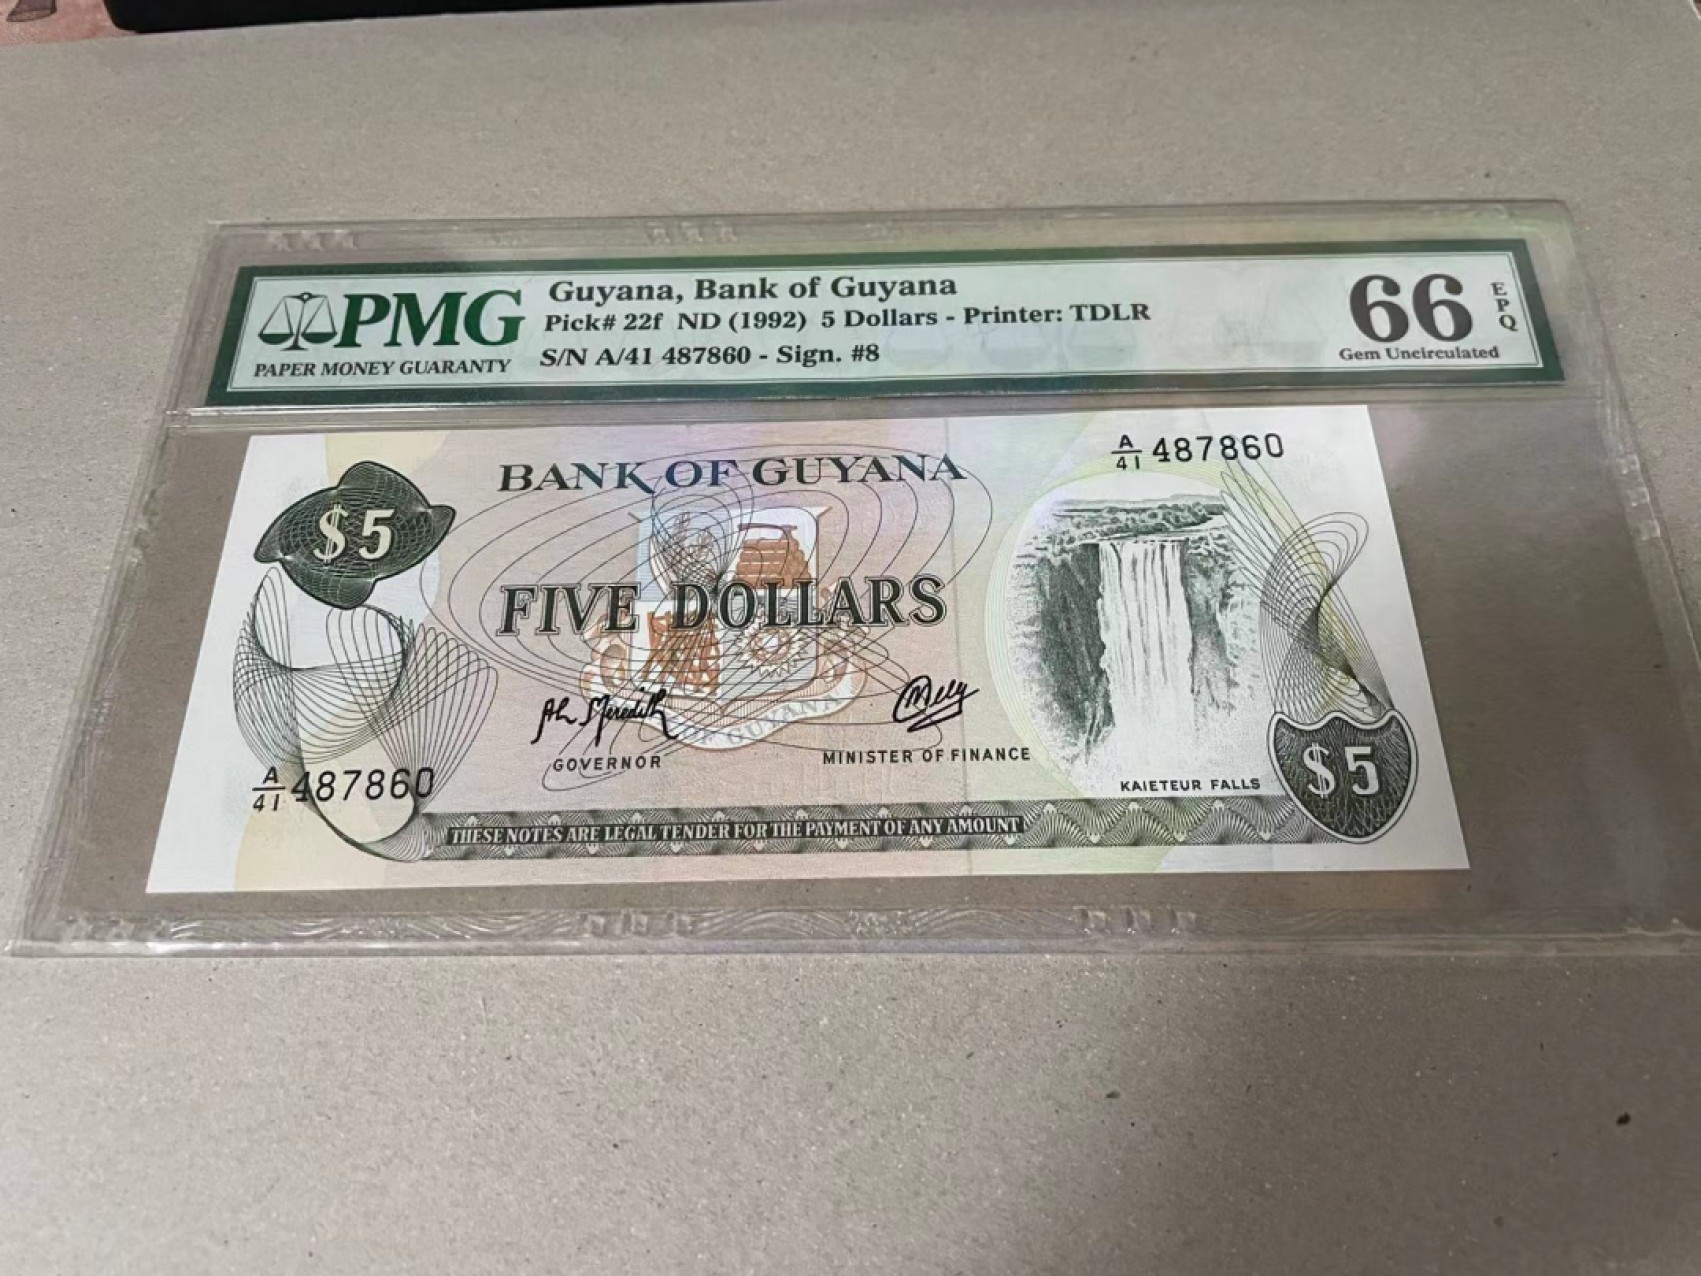 PMG
PAPER MONEY GUARANTY
Guyana, Bank of Guyana
Pick# 22f ND (1992) 5 Dollars - Printer: TDLR
S/N A/41 487860 - Sign. #8
66
EPQ
Gem Uncirculated
BANK OF GUYANA
A/41 487860
$5
FIVE DOLLARS
GUYANA
GOVERNOR
MINISTER OF FINANCE
A/41 487860
KAIETEUR FALLS
$5
THESE NOTES ARE LEGAL TENDER FOR THE PAYMENT OF ANY AMOUNT